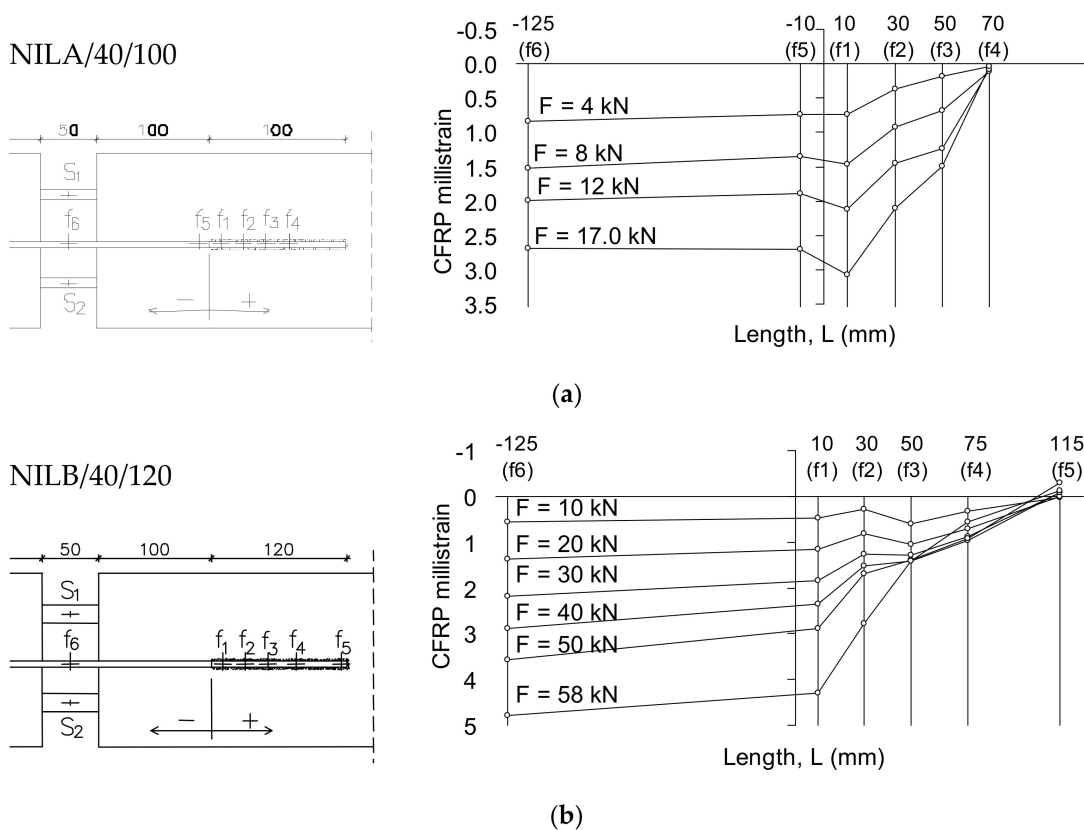 NILA/40/100
50 100 100
S1
f6 f5 f1 f2 f3 f4
S2
− +
-125 -10 10 30 50 70
(f6) (f5) (f1) (f2) (f3) (f4)
-0.5
0.0
0.5
1.0
1.5
2.0
2.5
3.0
3.5
CFRP millistrain
F = 4 kN
F = 8 kN
F = 12 kN
F = 17.0 kN
Length, L (mm)
(a)
NILB/40/120
50 100 120
S1
f6 f1 f2 f3 f4 f5
S2
− +
-125 10 30 50 75 115
(f6) (f1) (f2) (f3) (f4) (f5)
-1
0
1
2
3
4
5
CFRP millistrain
F = 10 kN
F = 20 kN
F = 30 kN
F = 40 kN
F = 50 kN
F = 58 kN
Length, L (mm)
(b)